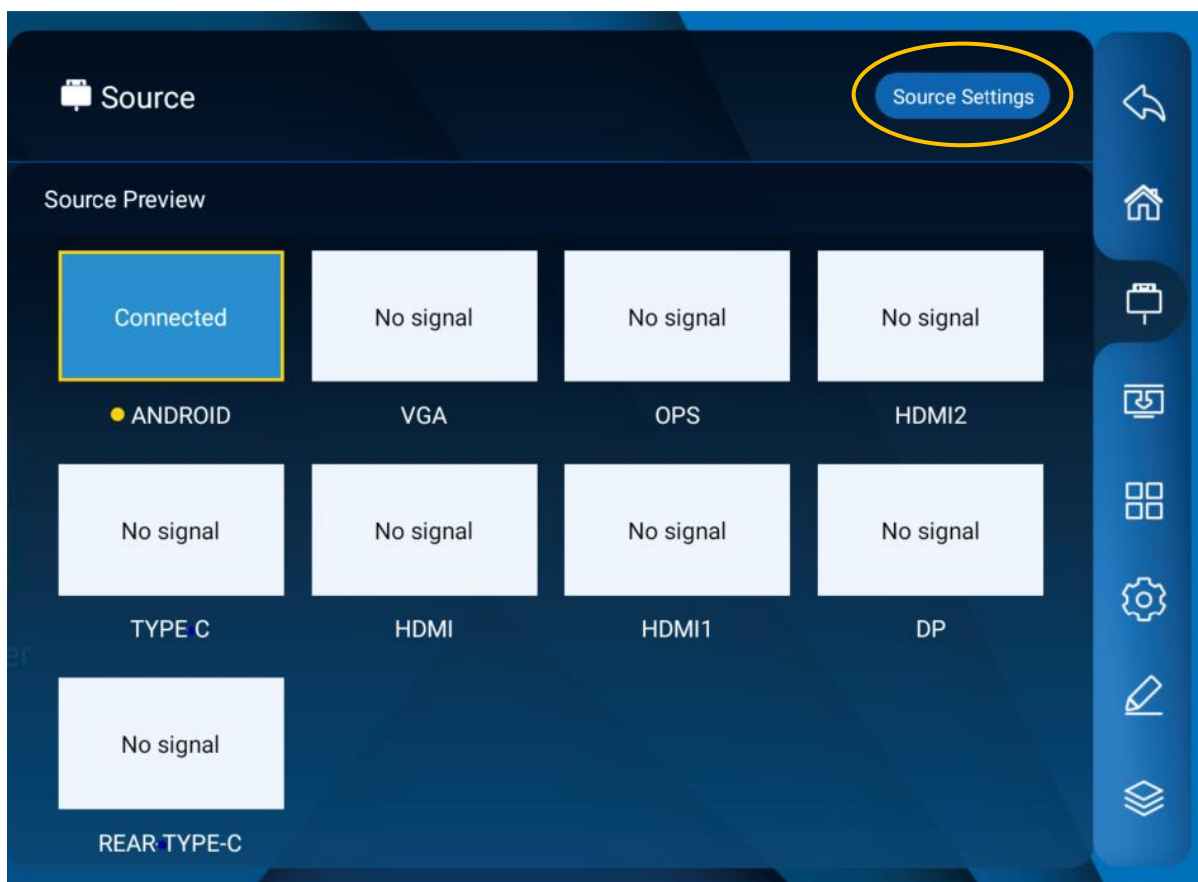 Source
Source Settings
Source Preview
Connected
No signal
No signal
No signal
ANDROID
VGA
OPS
HDMI2
No signal
No signal
No signal
No signal
TYPE-C
HDMI
HDMI1
DP
er
No signal
REAR-TYPE-C